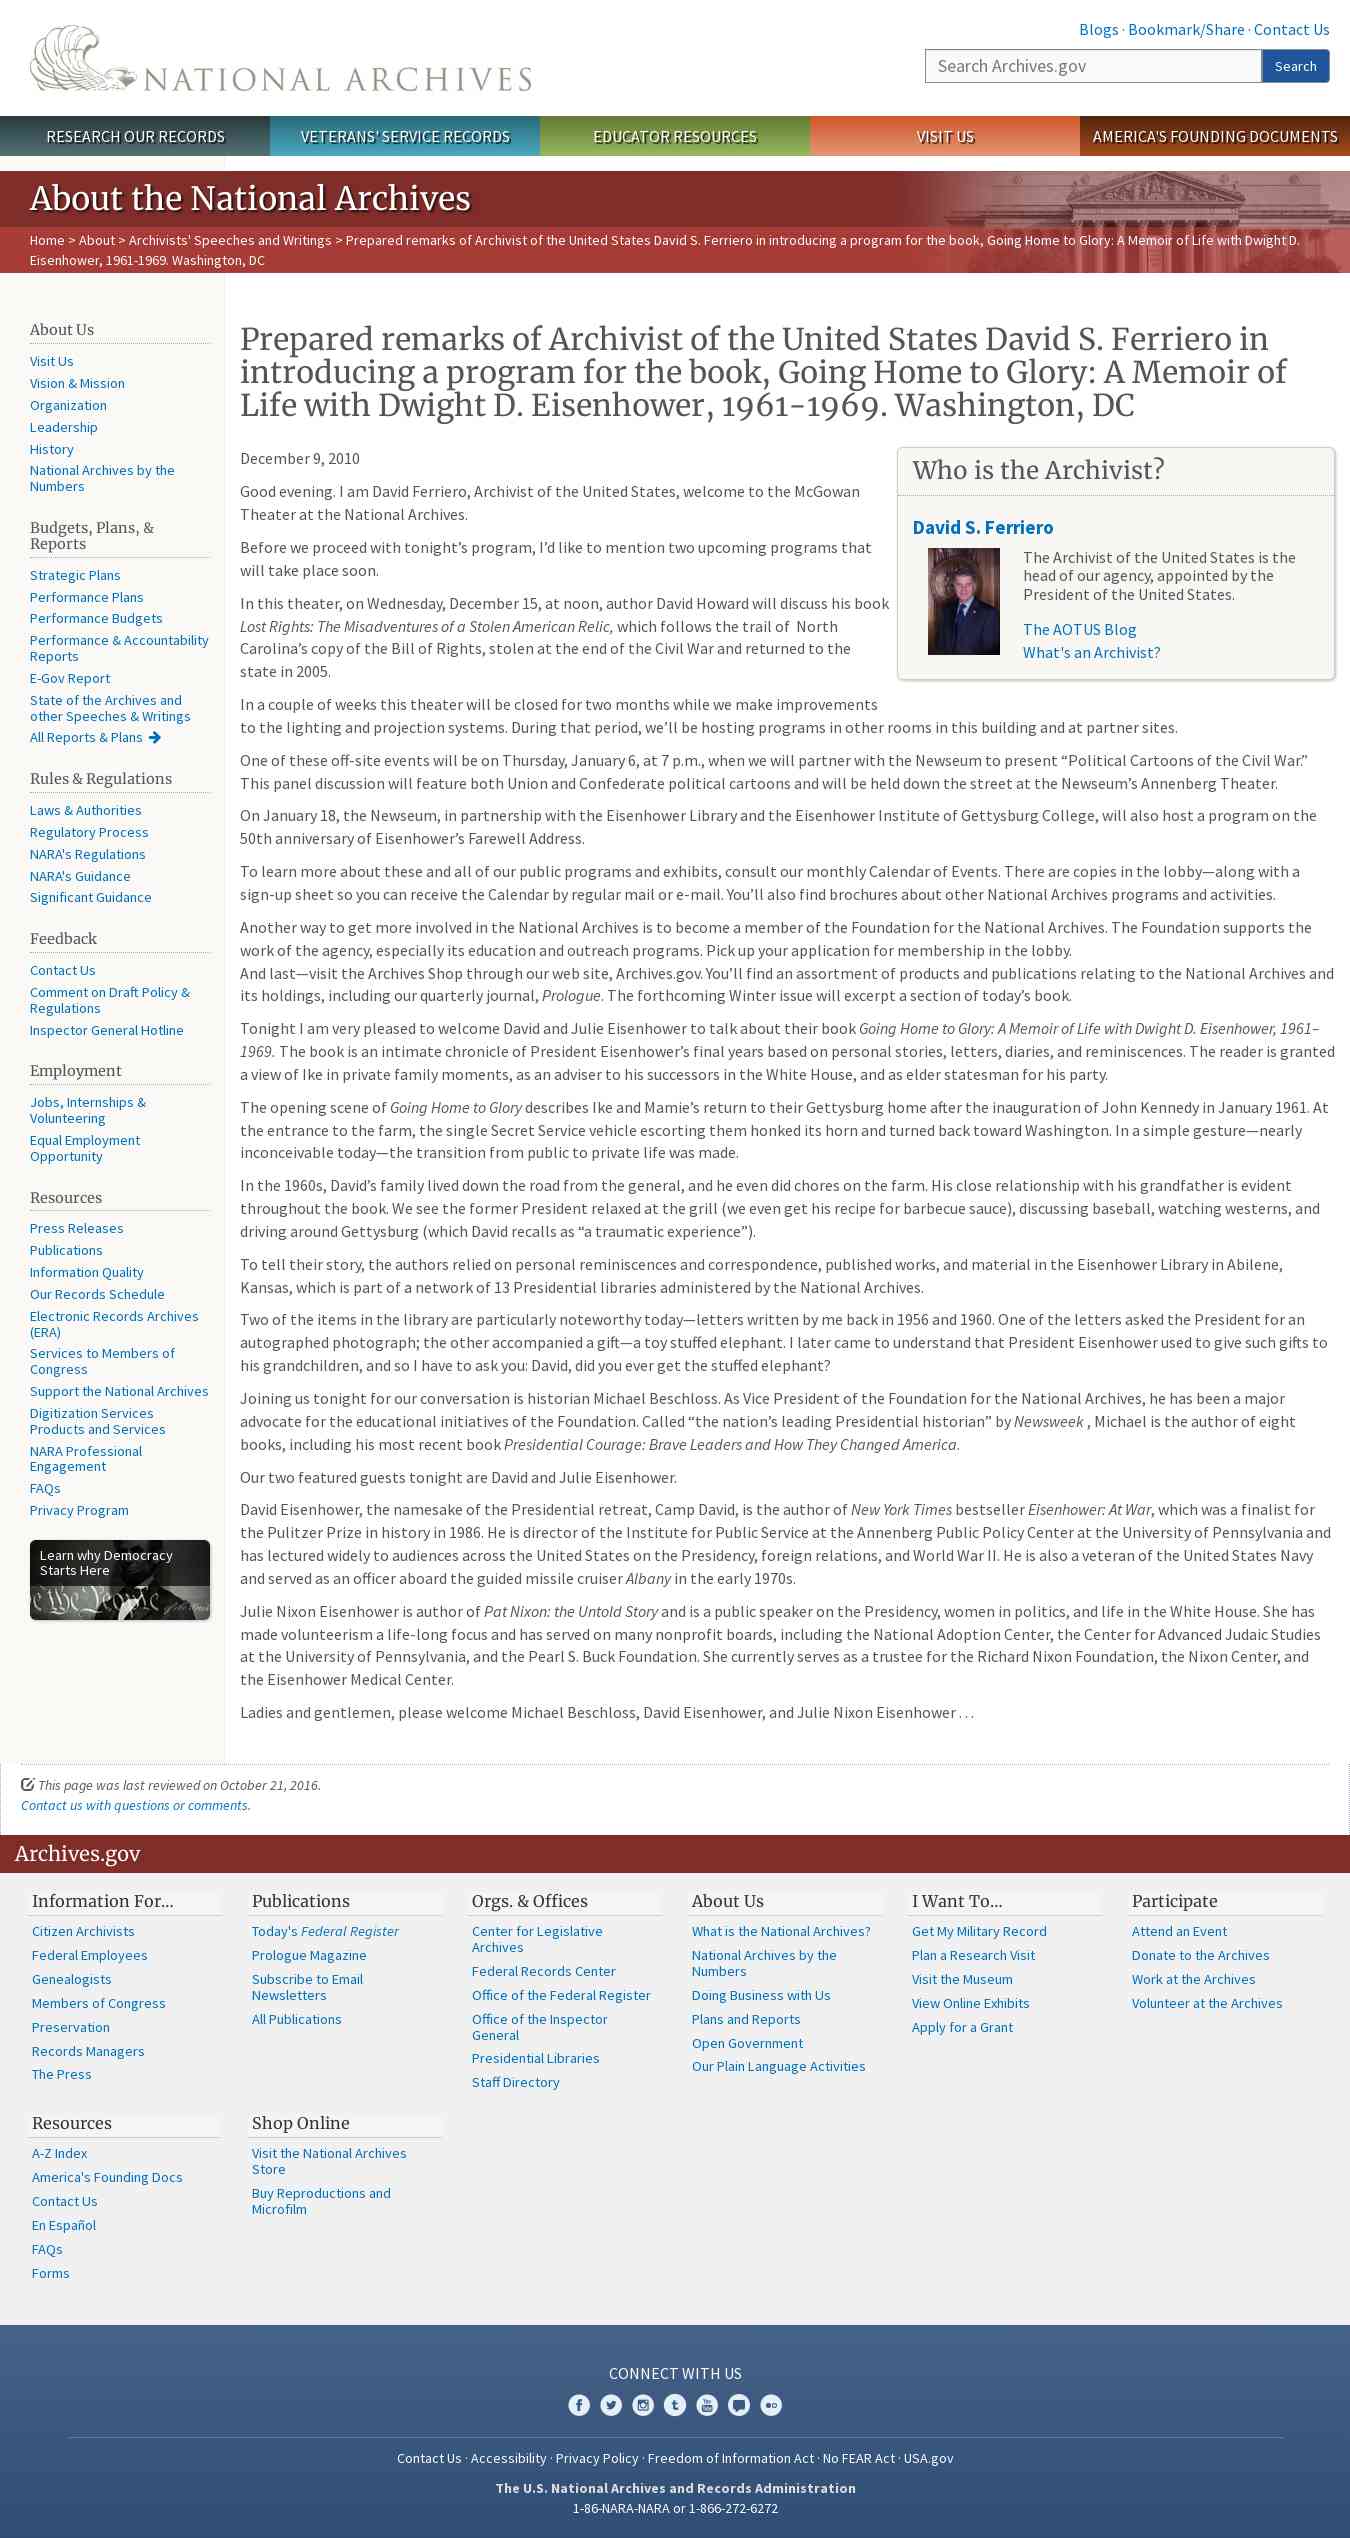 Blogs · Bookmark/Share · Contact Us
NATIONAL ARCHIVES
Search Archives.gov
Search
RESEARCH OUR RECORDS
VETERANS' SERVICE RECORDS
EDUCATOR RESOURCES
VISIT US
AMERICA'S FOUNDING DOCUMENTS
About the National Archives
Home > About > Archivists' Speeches and Writings > Prepared remarks of Archivist of the United States David S. Ferriero in introducing a program for the book, Going Home to Glory: A Memoir of Life with Dwight D.
Eisenhower, 1961-1969. Washington, DC
About Us
Visit Us
Vision & Mission
Organization
Leadership
History
National Archives by the
Numbers
Budgets, Plans, &
Reports
Strategic Plans
Performance Plans
Performance Budgets
Performance & Accountability
Reports
E-Gov Report
State of the Archives and
other Speeches & Writings
All Reports & Plans
Rules & Regulations
Laws & Authorities
Regulatory Process
NARA's Regulations
NARA's Guidance
Significant Guidance
Feedback
Contact Us
Comment on Draft Policy &
Regulations
Inspector General Hotline
Employment
Jobs, Internships &
Volunteering
Equal Employment
Opportunity
Resources
Press Releases
Publications
Information Quality
Our Records Schedule
Electronic Records Archives
(ERA)
Services to Members of
Congress
Support the National Archives
Digitization Services
Products and Services
NARA Professional
Engagement
FAQs
Privacy Program
Learn why Democracy
Starts Here
Prepared remarks of Archivist of the United States David S. Ferriero in
introducing a program for the book, Going Home to Glory: A Memoir of
Life with Dwight D. Eisenhower, 1961-1969. Washington, DC
Who is the Archivist?
David S. Ferriero
The Archivist of the United States is the
head of our agency, appointed by the
President of the United States.
The AOTUS Blog
What's an Archivist?
December 9, 2010
Good evening. I am David Ferriero, Archivist of the United States, welcome to the McGowan
Theater at the National Archives.
Before we proceed with tonight’s program, I’d like to mention two upcoming programs that
will take place soon.
In this theater, on Wednesday, December 15, at noon, author David Howard will discuss his book
Lost Rights: The Misadventures of a Stolen American Relic, which follows the trail of North
Carolina’s copy of the Bill of Rights, stolen at the end of the Civil War and returned to the
state in 2005.
In a couple of weeks this theater will be closed for two months while we make improvements
to the lighting and projection systems. During that period, we’ll be hosting programs in other rooms in this building and at partner sites.
One of these off-site events will be on Thursday, January 6, at 7 p.m., when we will partner with the Newseum to present “Political Cartoons of the Civil War.”
This panel discussion will feature both Union and Confederate political cartoons and will be held down the street at the Newseum’s Annenberg Theater.
On January 18, the Newseum, in partnership with the Eisenhower Library and the Eisenhower Institute of Gettysburg College, will also host a program on the
50th anniversary of Eisenhower’s Farewell Address.
To learn more about these and all of our public programs and exhibits, consult our monthly Calendar of Events. There are copies in the lobby—along with a
sign-up sheet so you can receive the Calendar by regular mail or e-mail. You’ll also find brochures about other National Archives programs and activities.
Another way to get more involved in the National Archives is to become a member of the Foundation for the National Archives. The Foundation supports the
work of the agency, especially its education and outreach programs. Pick up your application for membership in the lobby.
And last—visit the Archives Shop through our web site, Archives.gov. You’ll find an assortment of products and publications relating to the National Archives and
its holdings, including our quarterly journal, Prologue. The forthcoming Winter issue will excerpt a section of today’s book.
Tonight I am very pleased to welcome David and Julie Eisenhower to talk about their book Going Home to Glory: A Memoir of Life with Dwight D. Eisenhower, 1961–
1969. The book is an intimate chronicle of President Eisenhower’s final years based on personal stories, letters, diaries, and reminiscences. The reader is granted
a view of Ike in private family moments, as an adviser to his successors in the White House, and as elder statesman for his party.
The opening scene of Going Home to Glory describes Ike and Mamie’s return to their Gettysburg home after the inauguration of John Kennedy in January 1961. At
the entrance to the farm, the single Secret Service vehicle escorting them honked its horn and turned back toward Washington. In a simple gesture—nearly
inconceivable today—the transition from public to private life was made.
In the 1960s, David’s family lived down the road from the general, and he even did chores on the farm. His close relationship with his grandfather is evident
throughout the book. We see the former President relaxed at the grill (we even get his recipe for barbecue sauce), discussing baseball, watching westerns, and
driving around Gettysburg (which David recalls as “a traumatic experience”).
To tell their story, the authors relied on personal reminiscences and correspondence, published works, and material in the Eisenhower Library in Abilene,
Kansas, which is part of a network of 13 Presidential libraries administered by the National Archives.
Two of the items in the library are particularly noteworthy today—letters written by me back in 1956 and 1960. One of the letters asked the President for an
autographed photograph; the other accompanied a gift—a toy stuffed elephant. I later came to understand that President Eisenhower used to give such gifts to
his grandchildren, and so I have to ask you: David, did you ever get the stuffed elephant?
Joining us tonight for our conversation is historian Michael Beschloss. As Vice President of the Foundation for the National Archives, he has been a major
advocate for the educational initiatives of the Foundation. Called “the nation’s leading Presidential historian” by Newsweek , Michael is the author of eight
books, including his most recent book Presidential Courage: Brave Leaders and How They Changed America.
Our two featured guests tonight are David and Julie Eisenhower.
David Eisenhower, the namesake of the Presidential retreat, Camp David, is the author of New York Times bestseller Eisenhower: At War, which was a finalist for
the Pulitzer Prize in history in 1986. He is director of the Institute for Public Service at the Annenberg Public Policy Center at the University of Pennsylvania and
has lectured widely to audiences across the United States on the Presidency, foreign relations, and World War II. He is also a veteran of the United States Navy
and served as an officer aboard the guided missile cruiser Albany in the early 1970s.
Julie Nixon Eisenhower is author of Pat Nixon: the Untold Story and is a public speaker on the Presidency, women in politics, and life in the White House. She has
made volunteerism a life-long focus and has served on many nonprofit boards, including the National Adoption Center, the Center for Advanced Judaic Studies
at the University of Pennsylvania, and the Pearl S. Buck Foundation. She currently serves as a trustee for the Richard Nixon Foundation, the Nixon Center, and
the Eisenhower Medical Center.
Ladies and gentlemen, please welcome Michael Beschloss, David Eisenhower, and Julie Nixon Eisenhower . . .
This page was last reviewed on October 21, 2016.
Contact us with questions or comments.
Archives.gov
Information For…
Citizen Archivists
Federal Employees
Genealogists
Members of Congress
Preservation
Records Managers
The Press
Publications
Today's Federal Register
Prologue Magazine
Subscribe to Email
Newsletters
All Publications
Orgs. & Offices
Center for Legislative
Archives
Federal Records Center
Office of the Federal Register
Office of the Inspector
General
Presidential Libraries
Staff Directory
About Us
What is the National Archives?
National Archives by the
Numbers
Doing Business with Us
Plans and Reports
Open Government
Our Plain Language Activities
I Want To…
Get My Military Record
Plan a Research Visit
Visit the Museum
View Online Exhibits
Apply for a Grant
Participate
Attend an Event
Donate to the Archives
Work at the Archives
Volunteer at the Archives
Resources
A-Z Index
America's Founding Docs
Contact Us
En Español
FAQs
Forms
Shop Online
Visit the National Archives
Store
Buy Reproductions and
Microfilm
CONNECT WITH US
Contact Us · Accessibility · Privacy Policy · Freedom of Information Act · No FEAR Act · USA.gov
The U.S. National Archives and Records Administration
1-86-NARA-NARA or 1-866-272-6272